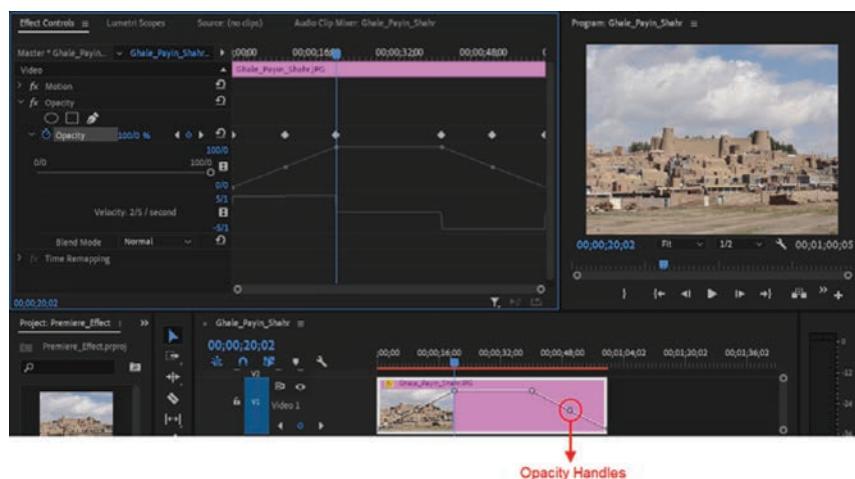 Effect Controls
Lumetri Scopes
Source: (no clips)
Audio Clip Mixer: Ghale_Payin_Shahr
Program: Ghale_Payin_Shahr
Master * Ghale_Payin...
Ghale_Payin_Shahr...
;00;00
00;00;16;00
00;00;32;00
00;00;48;00
Video
Ghale_Payin_Shahr.JPG
fx Motion
fx Opacity
Opacity
100/0 %
100/0
0/0
100/0
0/0
5/1
Velocity: 2/5 / second
-5/1
Blend Mode
Normal
fx Time Remapping
00;00;20;02
00;00;20;02
Fit
1/2
00;01;00;05
Project: Premiere_Effect
Premiere_Effect.prproj
Ghale_Payin_Shahr
00;00;20;02
;00;00
00;00;16;00
00;00;32;00
00;00;48;00
00;01;04;02
00;01;20;02
00;01;36;02
V2
V1
Video 1
Ghale_Payin_Shahr.JPG
0
-12
-24
-36
Opacity Handles